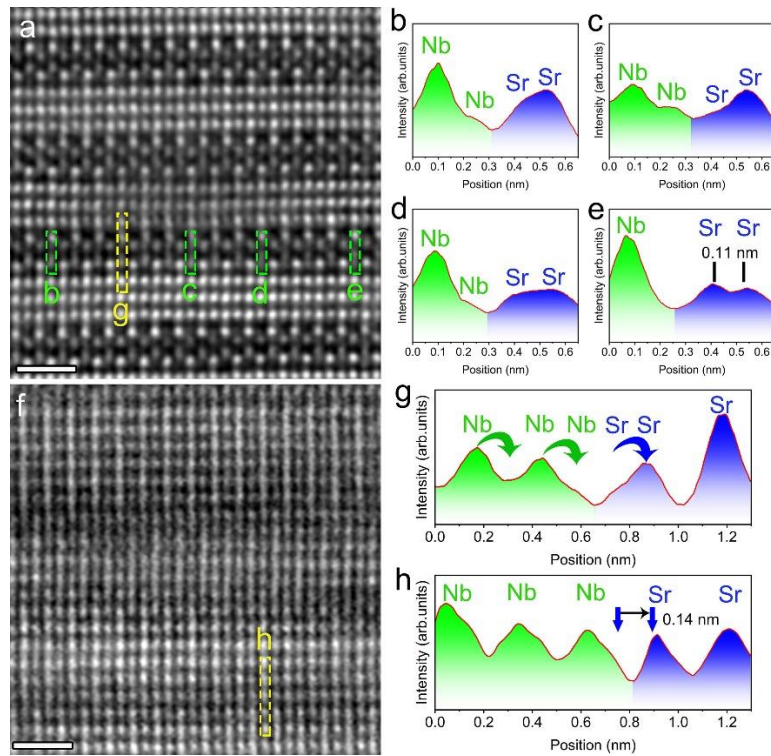 a
b
g
c
d
e
f
h
b
Nb
Nb
Sr Sr
Intensity (arb.units)
0.0 0.1 0.2 0.3 0.4 0.5 0.6
Position (nm)
c
Nb
Nb
Sr
Sr
Intensity (arb.units)
0.0 0.1 0.2 0.3 0.4 0.5 0.6
Position (nm)
d
Nb
Nb
Sr Sr
Intensity (arb.units)
0.0 0.1 0.2 0.3 0.4 0.5 0.6
Position (nm)
e
Nb
Sr Sr
0.11 nm
Intensity (arb.units)
0.0 0.1 0.2 0.3 0.4 0.5 0.6
Position (nm)
g
Nb Nb Nb Sr Sr
Sr
Intensity (arb.units)
0.0 0.2 0.4 0.6 0.8 1.0 1.2
Position (nm)
h
Nb Nb Nb Sr Sr
0.14 nm
Intensity (arb.units)
0.0 0.2 0.4 0.6 0.8 1.0 1.2
Position (nm)